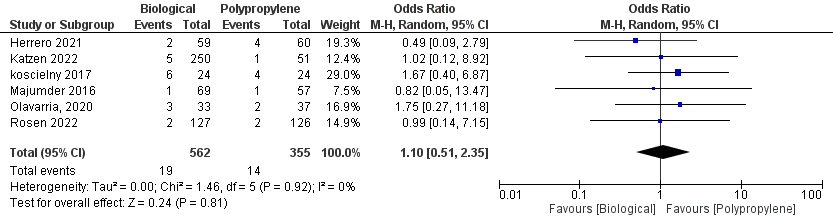 Biological Polypropylene Odds Ratio Odds Ratio
Study or Subgroup Events Total Events Total Weight M-H, Random, 95% CI M-H, Random, 95% CI
Herrero 2021 2 59 4 60 19.3% 0.49 [0.09, 2.79]
Katzen 2022 5 250 1 51 12.4% 1.02 [0.12, 8.92]
koscielny 2017 6 24 4 24 29.0% 1.67 [0.40, 6.87]
Majumder 2016 1 69 1 57 7.5% 0.82 [0.05, 13.47]
Olavarria, 2020 3 33 2 37 16.9% 1.75 [0.27, 11.18]
Rosen 2022 2 127 2 126 14.9% 0.99 [0.14, 7.15]
Total (95% CI) 562 355 100.0% 1.10 [0.51, 2.35]
Total events 19 14
Heterogeneity: Tau² = 0.00; Chi² = 1.46, df = 5 (P = 0.92); I² = 0%
Test for overall effect: Z = 0.24 (P = 0.81)
0.01 0.1 1 10 100
Favours [Biological] Favours [Polypropylene]